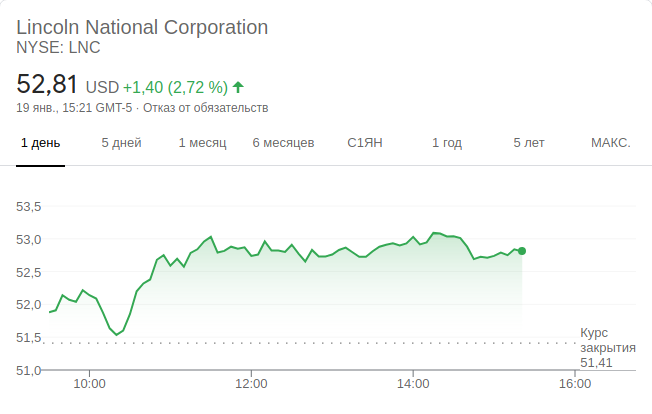 Lincoln National Corporation
NYSE: LNC
52,81 USD +1,40 (2,72 %)
19 янв., 15:21 GMT-5 · Отказ от обязательств
1 день 5 дней 1 месяц 6 месяцев С1ЯН 1 год 5 лет МАКС.
53,5
53,0
52,5
52,0
51,5
Курс
закрытия
51,41
51,0
10:00 12:00 14:00 16:00